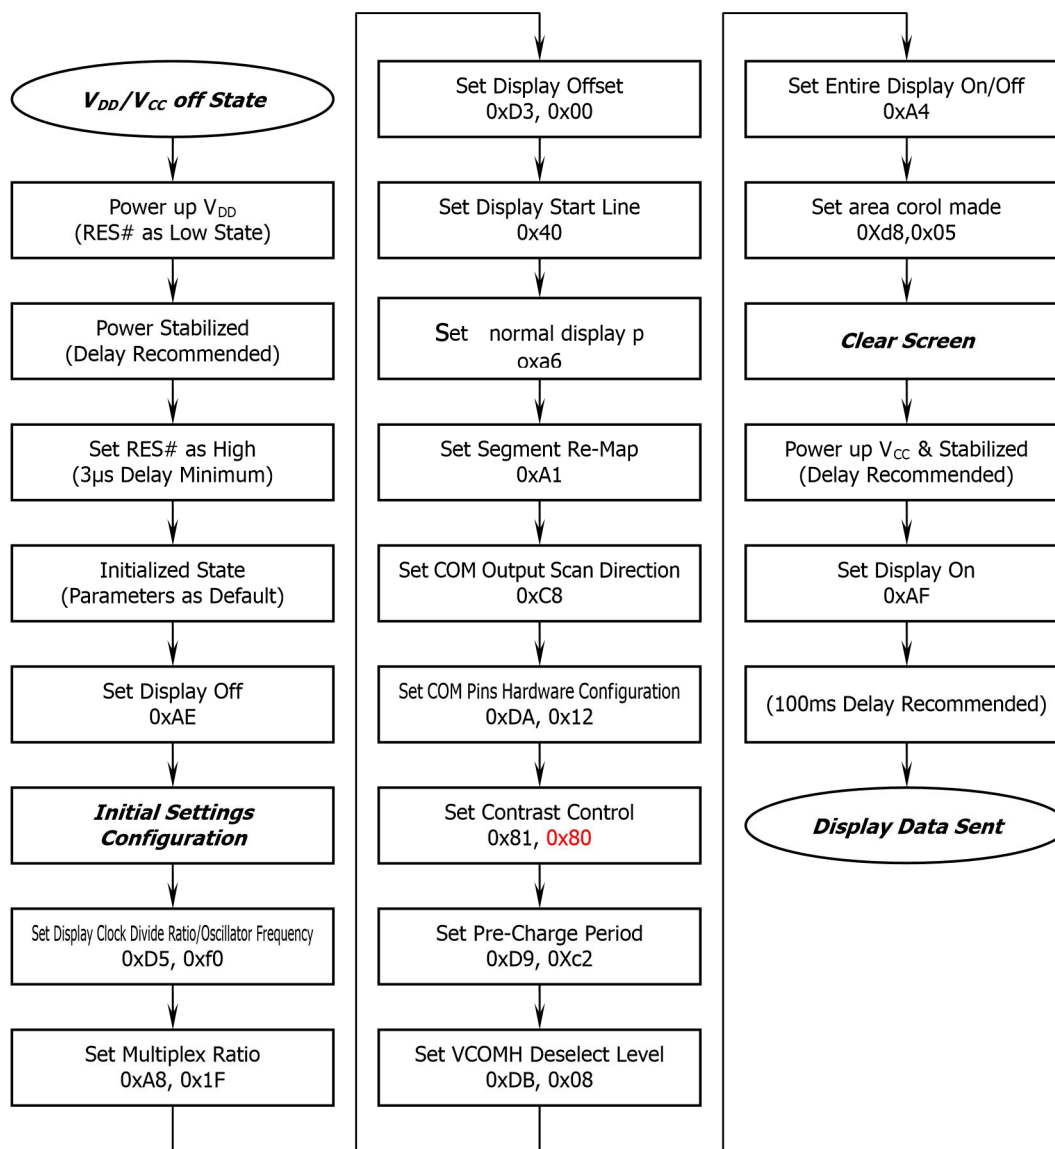 V_DD/V_CC off State
Power up V_DD
(RES# as Low State)
Power Stabilized
(Delay Recommended)
Set RES# as High
(3µs Delay Minimum)
Initialized State
(Parameters as Default)
Set Display Off
0xAE
Initial Settings
Configuration
Set Display Clock Divide Ratio/Oscillator Frequency
0xD5, 0xf0
Set Multiplex Ratio
0xA8, 0x1F
Set Display Offset
0xD3, 0x00
Set Display Start Line
0x40
Set normal display p
oxa6
Set Segment Re-Map
0xA1
Set COM Output Scan Direction
0xC8
Set COM Pins Hardware Configuration
0xDA, 0x12
Set Contrast Control
0x81, 0x80
Set Pre-Charge Period
0xD9, 0Xc2
Set VCOMH Deselect Level
0xDB, 0x08
Set Entire Display On/Off
0xA4
Set area corol made
0Xd8,0x05
Clear Screen
Power up V_CC & Stabilized
(Delay Recommended)
Set Display On
0xAF
(100ms Delay Recommended)
Display Data Sent